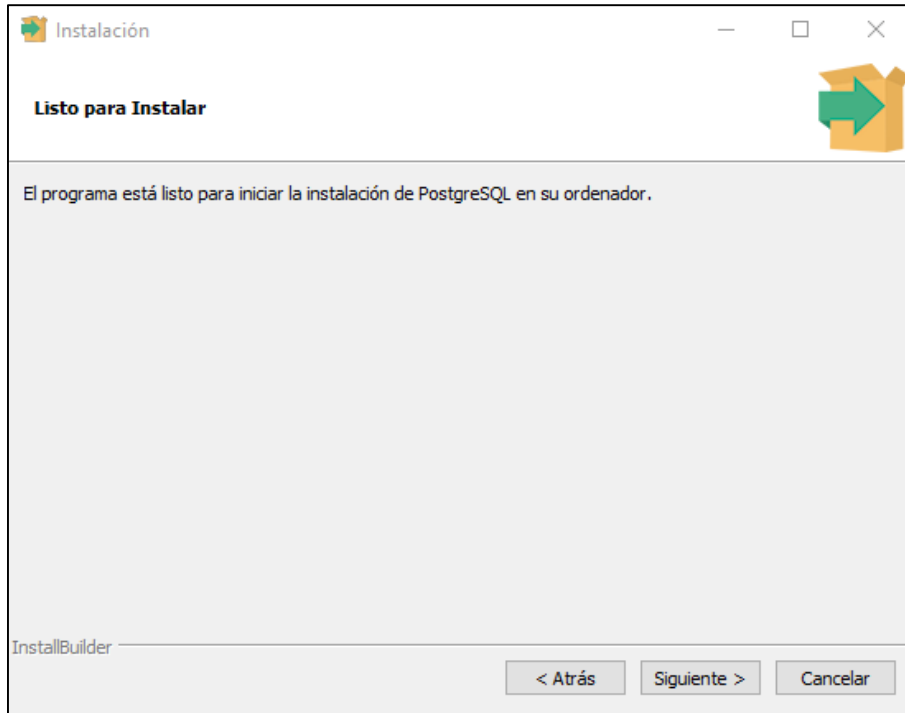 Instalación
Listo para Instalar
El programa está listo para iniciar la instalación de PostgreSQL en su ordenador.
InstallBuilder
< Atrás
Siguiente >
Cancelar